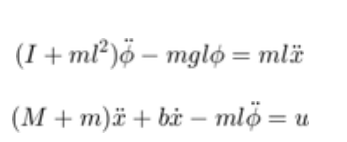 (I + ml²)ϕ̈ − mglϕ = mlẍ
(M + m)ẍ + bẋ − mlϕ̈ = u